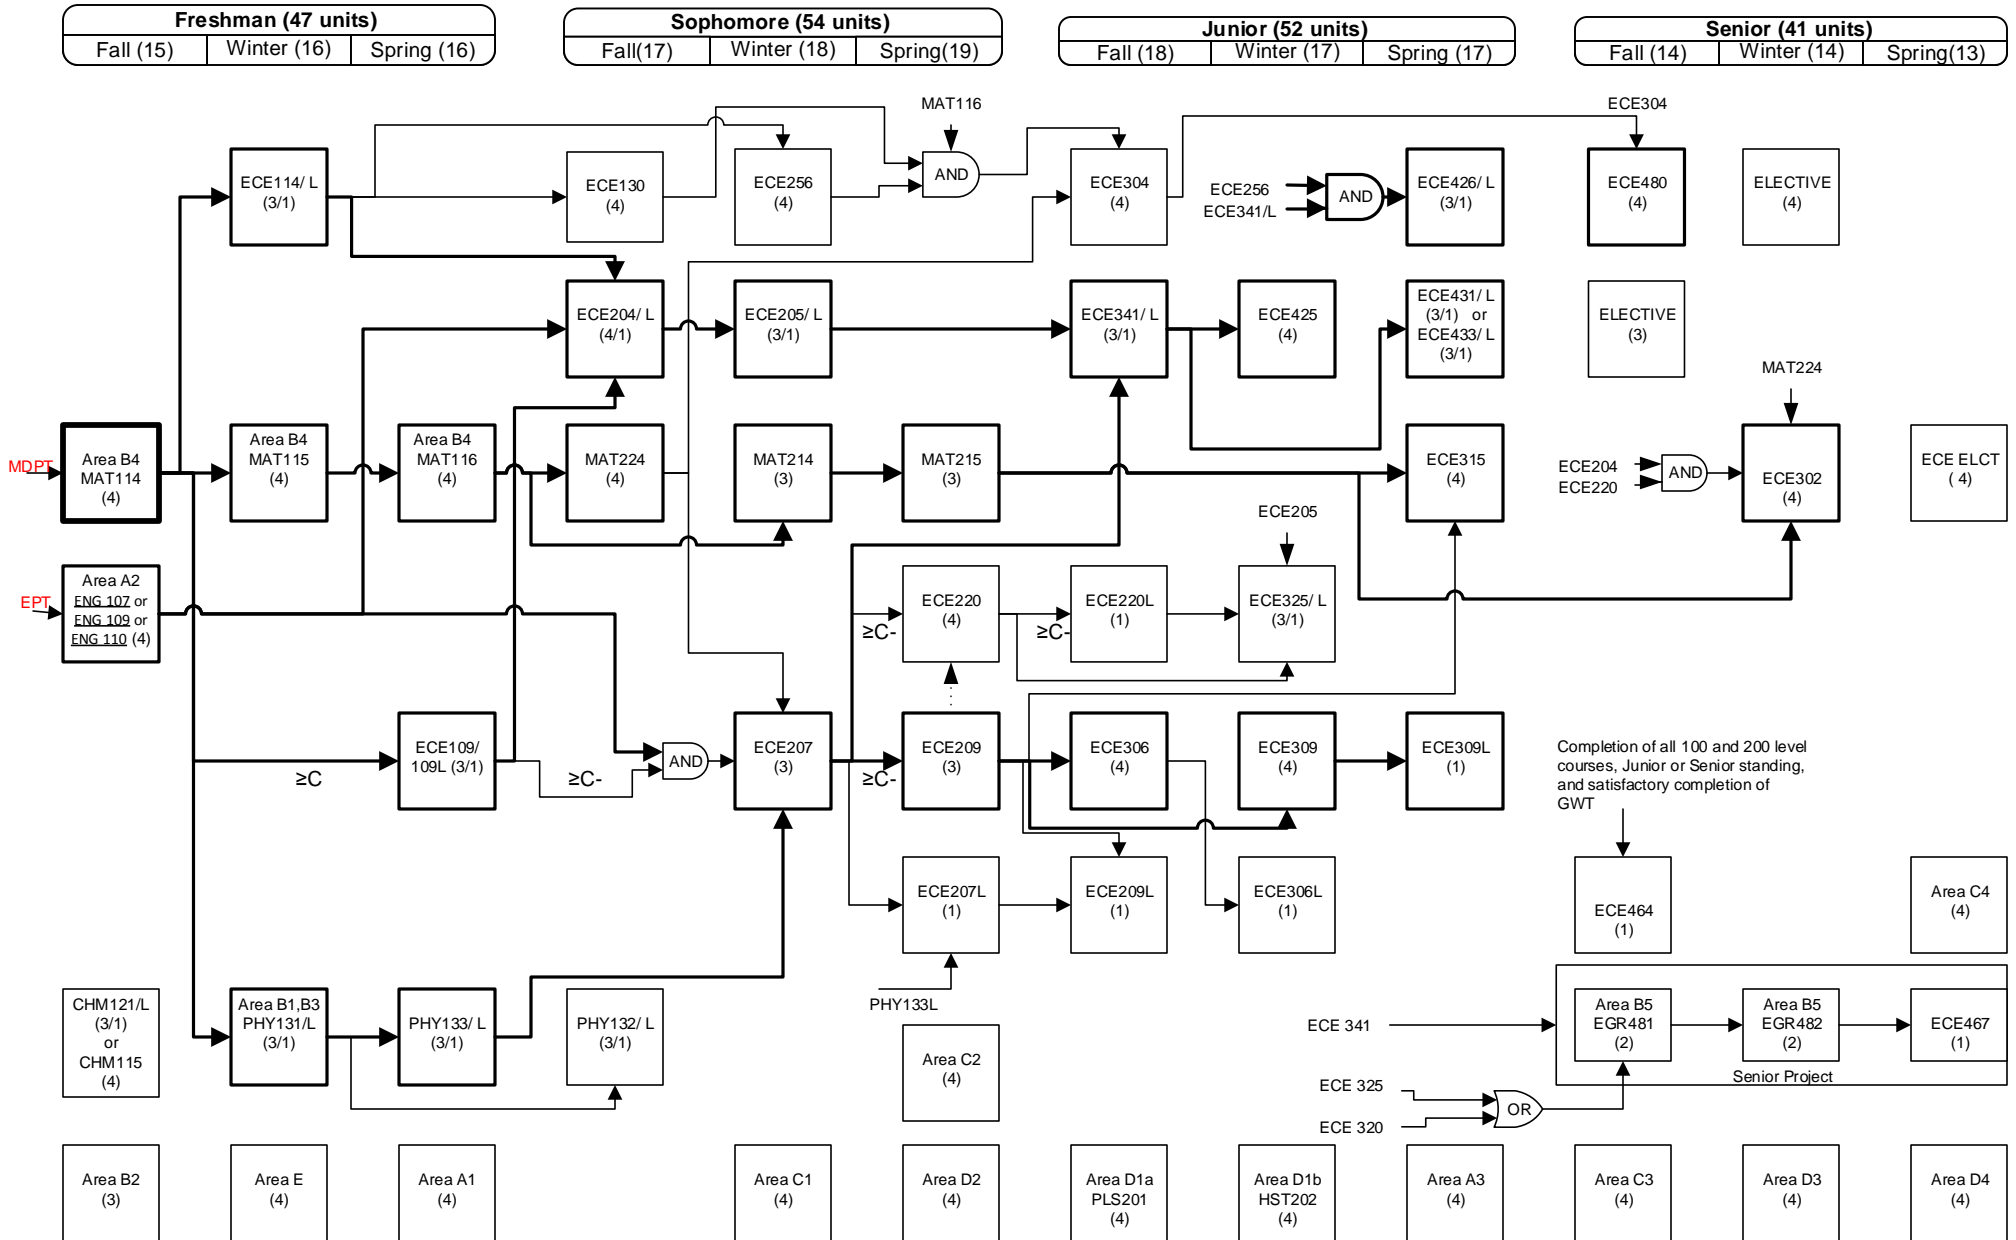 Freshman (47 units)
Fall (15)
Winter (16)
Spring (16)
Sophomore (54 units)
Fall(17)
Winter (18)
Spring(19)
Junior (52 units)
Fall (18)
Winter (17)
Spring (17)
Senior (41 units)
Fall (14)
Winter (14)
Spring(13)
MAT116
ECE304
ECE114/ L
(3/1)
ECE130
(4)
ECE256
(4)
AND
ECE304
(4)
ECE256
ECE341/L
AND
ECE426/ L
(3/1)
ECE480
(4)
ELECTIVE
(4)
ECE204/ L
(4/1)
ECE205/ L
(3/1)
ECE341/ L
(3/1)
ECE425
(4)
ECE431/ L
(3/1) or
ECE433/ L
(3/1)
ELECTIVE
(3)
MAT224
MDPT
Area B4
MAT114
(4)
Area B4
MAT115
(4)
Area B4
MAT116
(4)
MAT224
(4)
MAT214
(3)
MAT215
(3)
ECE315
(4)
ECE204
ECE220
AND
ECE302
(4)
ECE ELCT
( 4)
ECE205
EPT
Area A2
ENG 107 or
ENG 109 or
ENG 110 (4)
≥C-
ECE220
(4)
≥C-
ECE220L
(1)
ECE325/ L
(3/1)
≥C
ECE109/
109L (3/1)
≥C-
AND
ECE207
(3)
≥C-
ECE209
(3)
ECE306
(4)
ECE309
(4)
ECE309L
(1)
Completion of all 100 and 200 level
courses, Junior or Senior standing,
and satisfactory completion of
GWT
ECE207L
(1)
ECE209L
(1)
ECE306L
(1)
ECE464
(1)
Area C4
(4)
PHY133L
CHM121/L
(3/1)
or
CHM115
(4)
Area B1,B3
PHY131/L
(3/1)
PHY133/ L
(3/1)
PHY132/ L
(3/1)
Area C2
(4)
ECE 341
Area B5
EGR481
(2)
Area B5
EGR482
(2)
ECE467
(1)
Senior Project
ECE 325
ECE 320
OR
Area B2
(3)
Area E
(4)
Area A1
(4)
Area C1
(4)
Area D2
(4)
Area D1a
PLS201
(4)
Area D1b
HST202
(4)
Area A3
(4)
Area C3
(4)
Area D3
(4)
Area D4
(4)